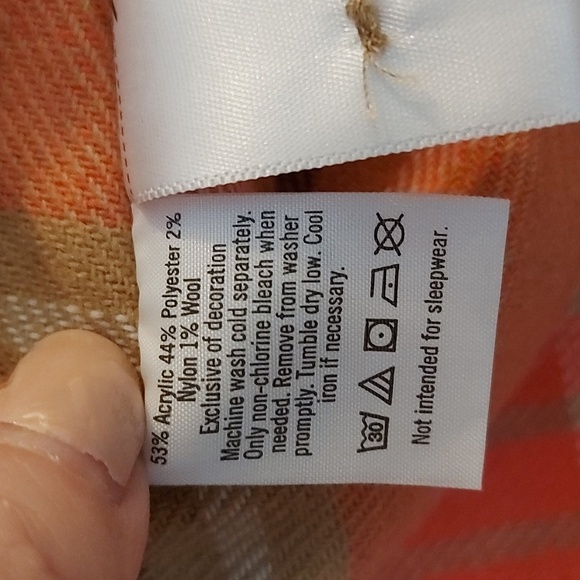 53% Acrylic 44% Polyester 2%
Nylon 1% Wool
Exclusive of decoration
Machine wash cold separately.
Only non-chlorine bleach when
needed. Remove from washer
promptly. Tumble dry low. Cool
iron if necessary.
30
Not intended for sleepwear.